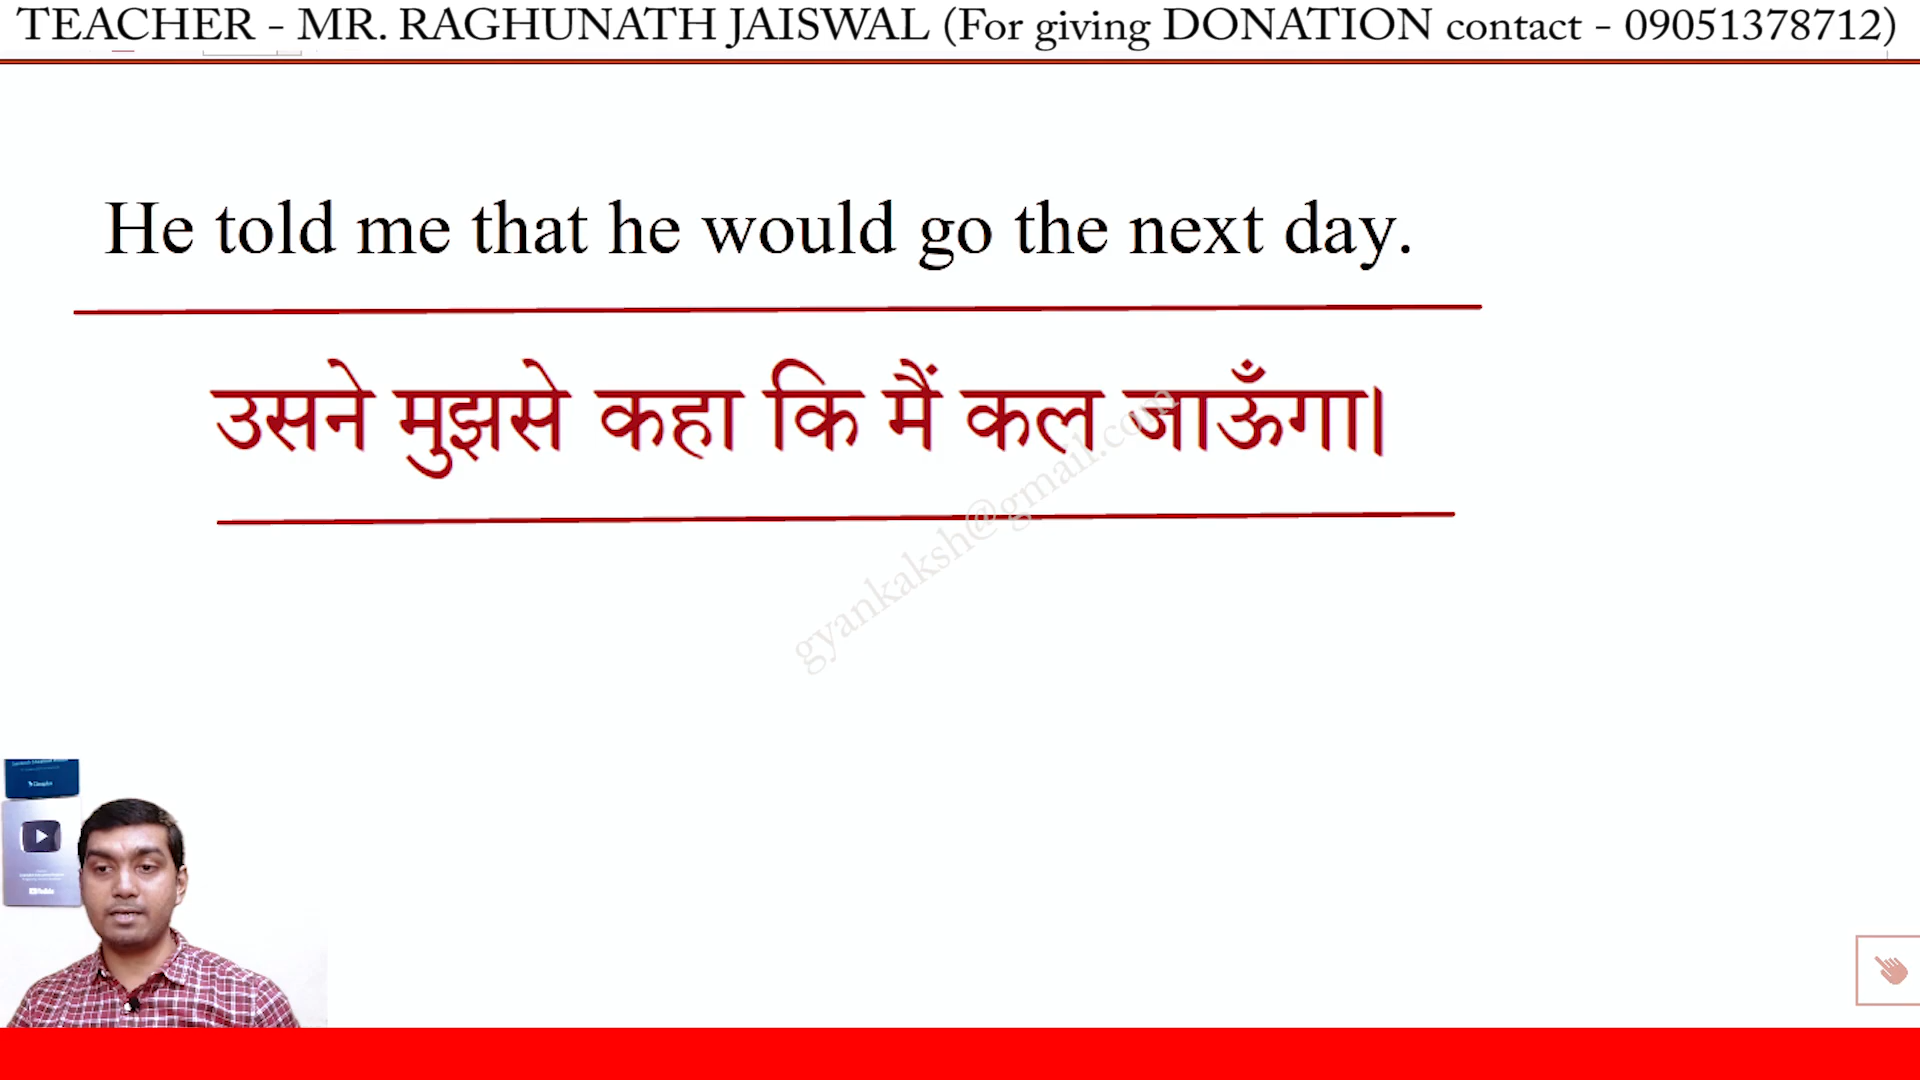 TEACHER - MR. RAGHUNATH JAISWAL (For giving DONATION contact - 09051378712)
He told me that he would go the next day.
उसने मुझसे कहा कि मैं कल जाऊँगा।
gyankaksh@gmail.com
YouTube